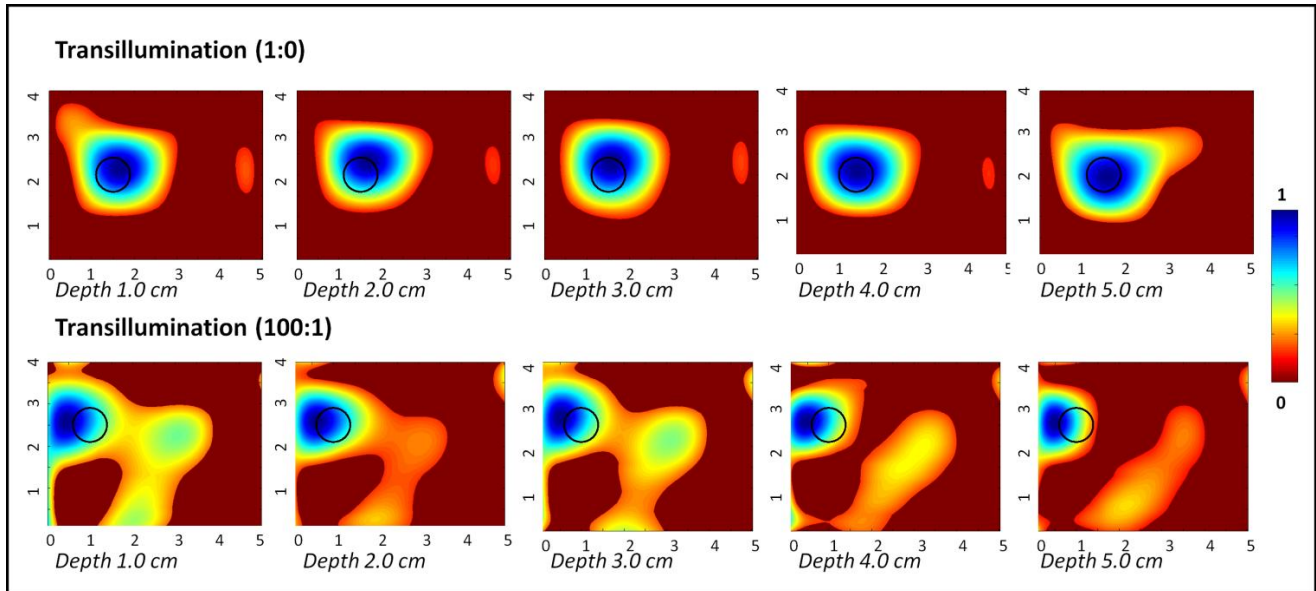 Transillumination (1:0)
4 4 4 4 4
3 3 3 3 3
2 2 2 2 2
1 1 1 1 1
0 1 2 3 5 0 1 2 3 5 0 1 2 3 5 0 1 2 3 5 0 1 2 3 5
Depth 1.0 cm Depth 2.0 cm Depth 3.0 cm Depth 4.0 cm Depth 5.0 cm
1
0
Transillumination (100:1)
4 4 4 4 4
3 3 3 3 3
2 2 2 2 2
1 1 1 1 1
0 1 2 3 4 5 0 1 2 3 4 5 0 1 2 3 4 5 0 1 2 3 4 5 0 1 2 3 4 5
Depth 1.0 cm Depth 2.0 cm Depth 3.0 cm Depth 4.0 cm Depth 5.0 cm